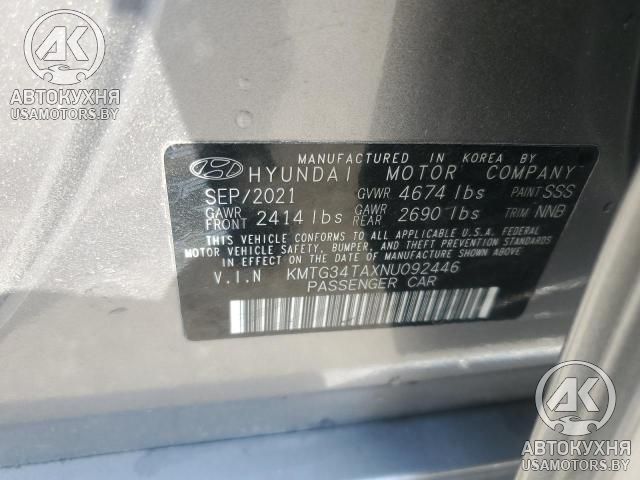 АК
АВТОКУХНЯ
USAMOTORS.BY
MANUFACTURED IN KOREA BY
HYUNDAI MOTOR COMPANY
SEP/2021 GVWR 4674 lbs PAINT SSS
GAWR FRONT 2414 lbs GAWR REAR 2690 lbs TRIM NNB
THIS VEHICLE CONFORMS TO ALL APPLICABLE U.S.A. FEDERAL
MOTOR VEHICLE SAFETY, BUMPER, AND THEFT PREVENTION
STANDARDS IN EFFECT ON THE DATE OF MANUFACTURE SHOWN ABOVE
V.I.N KMTG34TAXNU092446
PASSENGER CAR
АК
АВТОКУХНЯ
USAMOTORS.BY